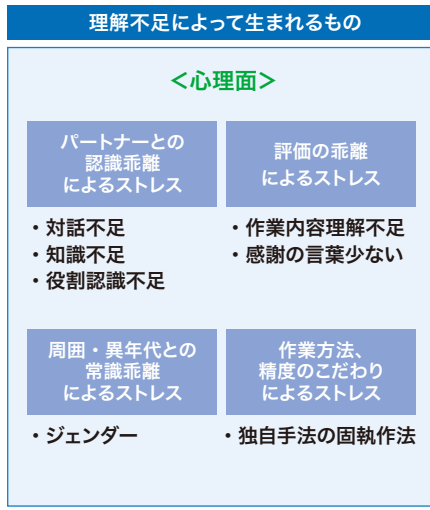 理解不足によって生まれるもの
＜心理面＞
パートナーとの
認識乖離
によるストレス
・対話不足
・知識不足
・役割認識不足
評価の乖離
によるストレス
・作業内容理解不足
・感謝の言葉少ない
周囲・異年代との
常識乖離
によるストレス
・ジェンダー
作業方法、
精度のこだわり
によるストレス
・独自手法の固執作法